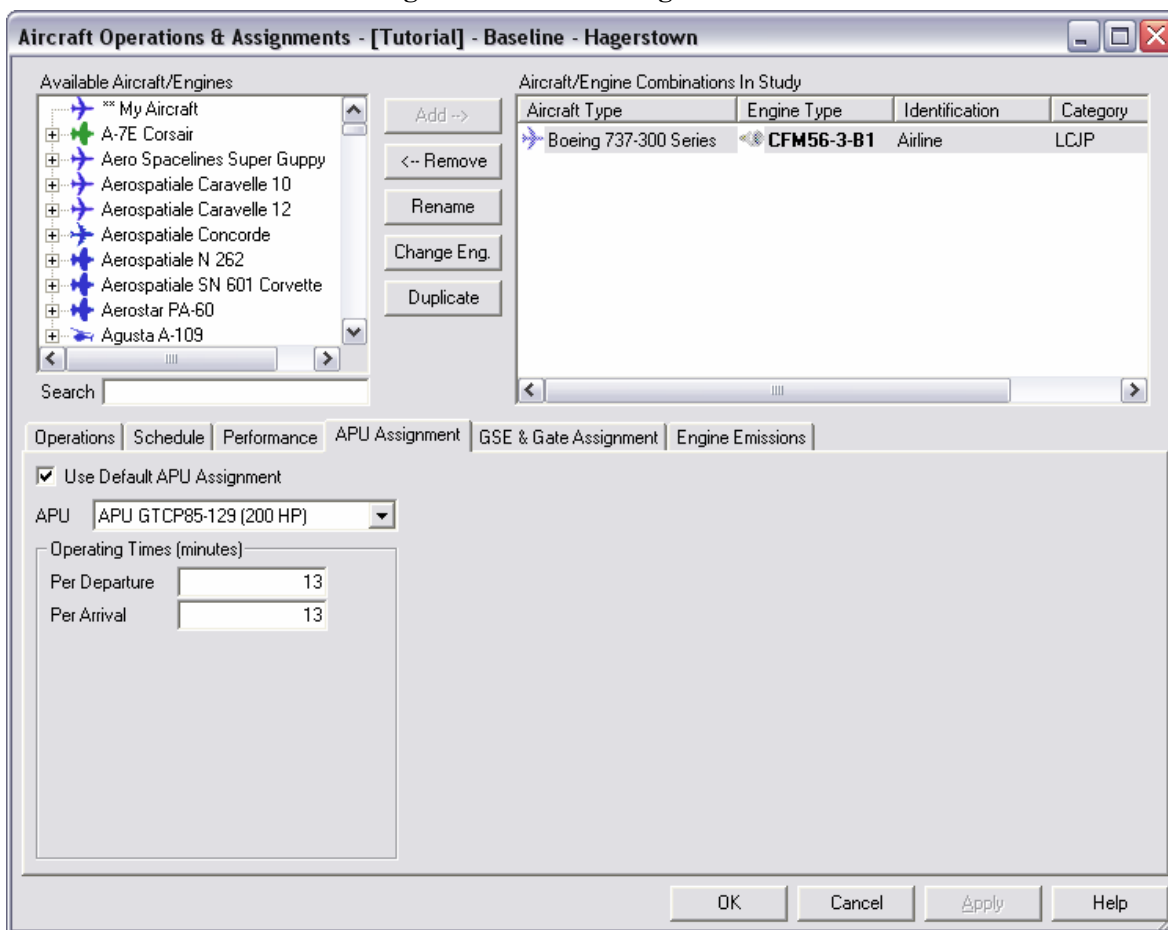 Aircraft Operations & Assignments - [Tutorial] - Baseline - Hagerstown
Available Aircraft/Engines
** My Aircraft
A-7E Corsair
Aero Spacelines Super Guppy
Aerospatiale Caravelle 10
Aerospatiale Caravelle 12
Aerospatiale Concorde
Aerospatiale N 262
Aerospatiale SN 601 Corvette
Aerostar PA-60
Agusta A-109
Search
Add -->
<-- Remove
Rename
Change Eng.
Duplicate
Aircraft/Engine Combinations In Study
Aircraft Type Engine Type Identification Category
Boeing 737-300 Series CFM56-3-B1 Airline LCJP
Operations Schedule Performance APU Assignment GSE & Gate Assignment Engine Emissions
Use Default APU Assignment
APU APU GTCP85-129 (200 HP)
Operating Times (minutes)
Per Departure 13
Per Arrival 13
OK Cancel Apply Help